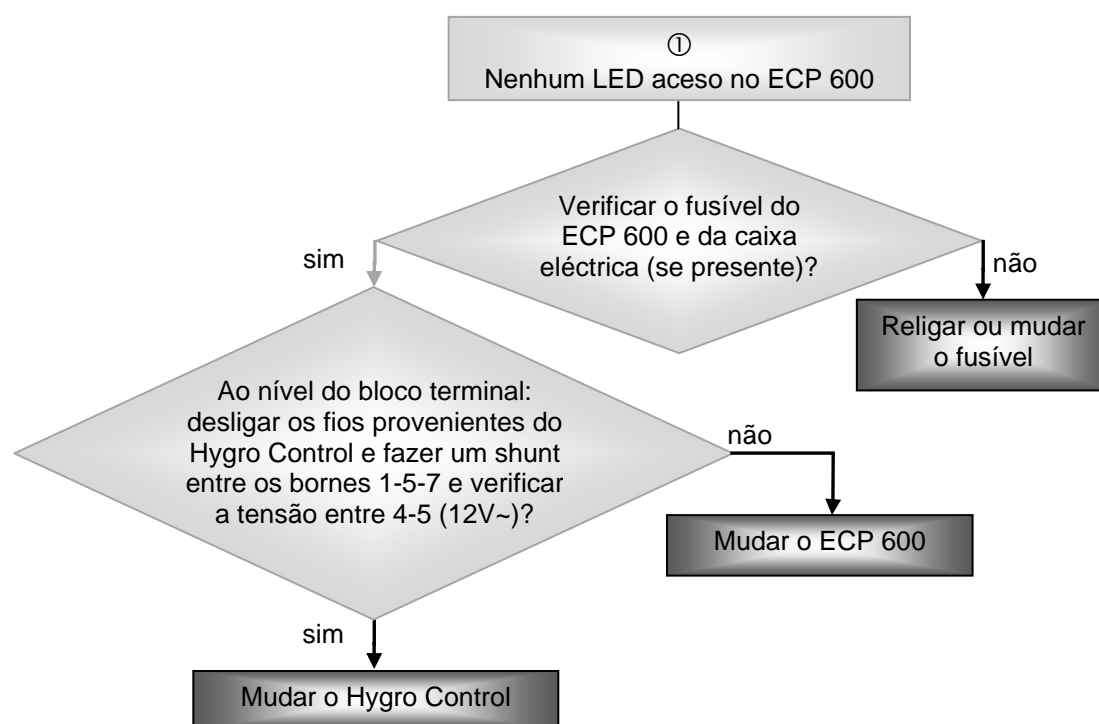 ①
Nenhum LED aceso no ECP 600
Verificar o fusível do
ECP 600 e da caixa
eléctrica (se presente)?
sim
não
Religar ou mudar
o fusível
Ao nível do bloco terminal:
desligar os fios provenientes do
Hygro Control e fazer um shunt
entre os bornes 1-5-7 e verificar
a tensão entre 4-5 (12V~)?
não
Mudar o ECP 600
sim
Mudar o Hygro Control